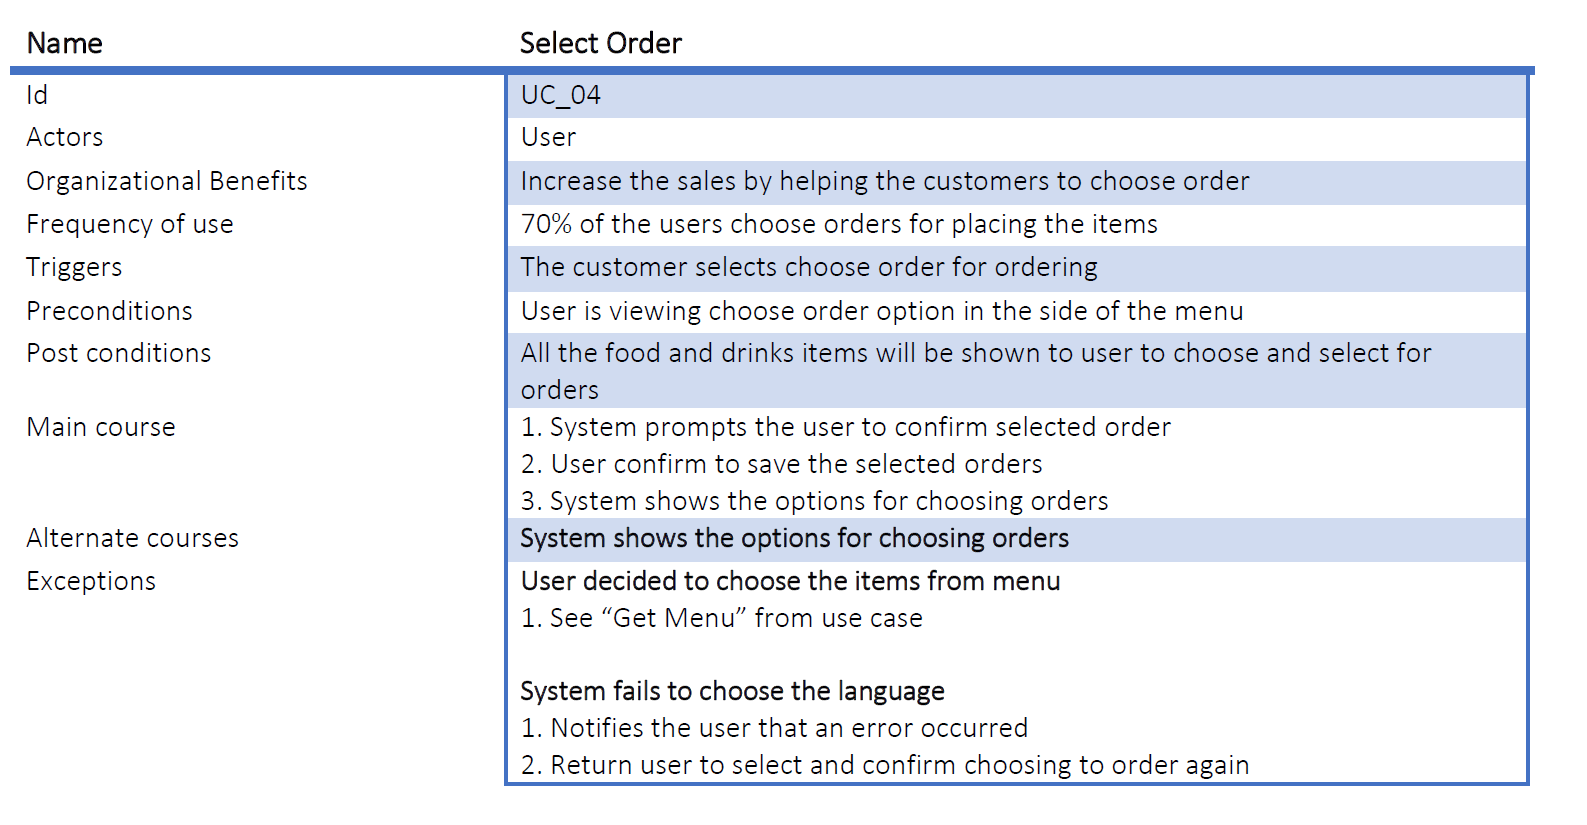 Name Select Order
Id UC_04
Actors User
Organizational Benefits Increase the sales by helping the customers to choose order
Frequency of use 70% of the users choose orders for placing the items
Triggers The customer selects choose order for ordering
Preconditions User is viewing choose order option in the side of the menu
Post conditions All the food and drinks items will be shown to user to choose and select for
orders
Main course 1. System prompts the user to confirm selected order
2. User confirm to save the selected orders
3. System shows the options for choosing orders
Alternate courses System shows the options for choosing orders
Exceptions User decided to choose the items from menu
1. See “Get Menu” from use case
System fails to choose the language
1. Notifies the user that an error occurred
2. Return user to select and confirm choosing to order again